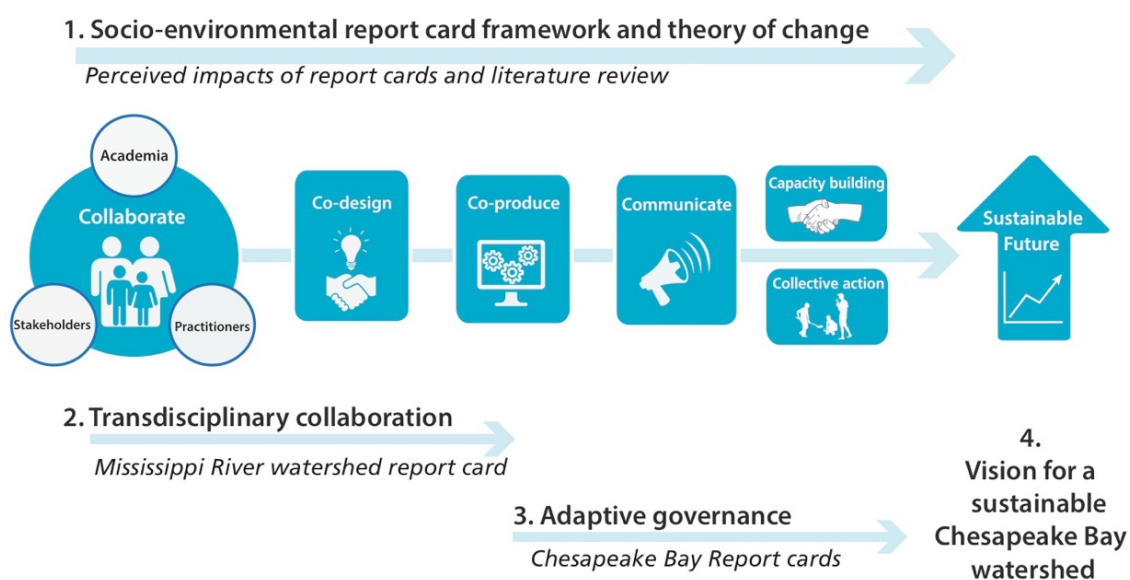 1. Socio-environmental report card framework and theory of change
Perceived impacts of report cards and literature review
Academia
Collaborate
Stakeholders
Practitioners
Co-design
Co-produce
Communicate
Capacity building
Collective action
Sustainable
Future
2. Transdisciplinary collaboration
Mississippi River watershed report card
3. Adaptive governance
Chesapeake Bay Report cards
4.
Vision for a
sustainable
Chesapeake Bay
watershed